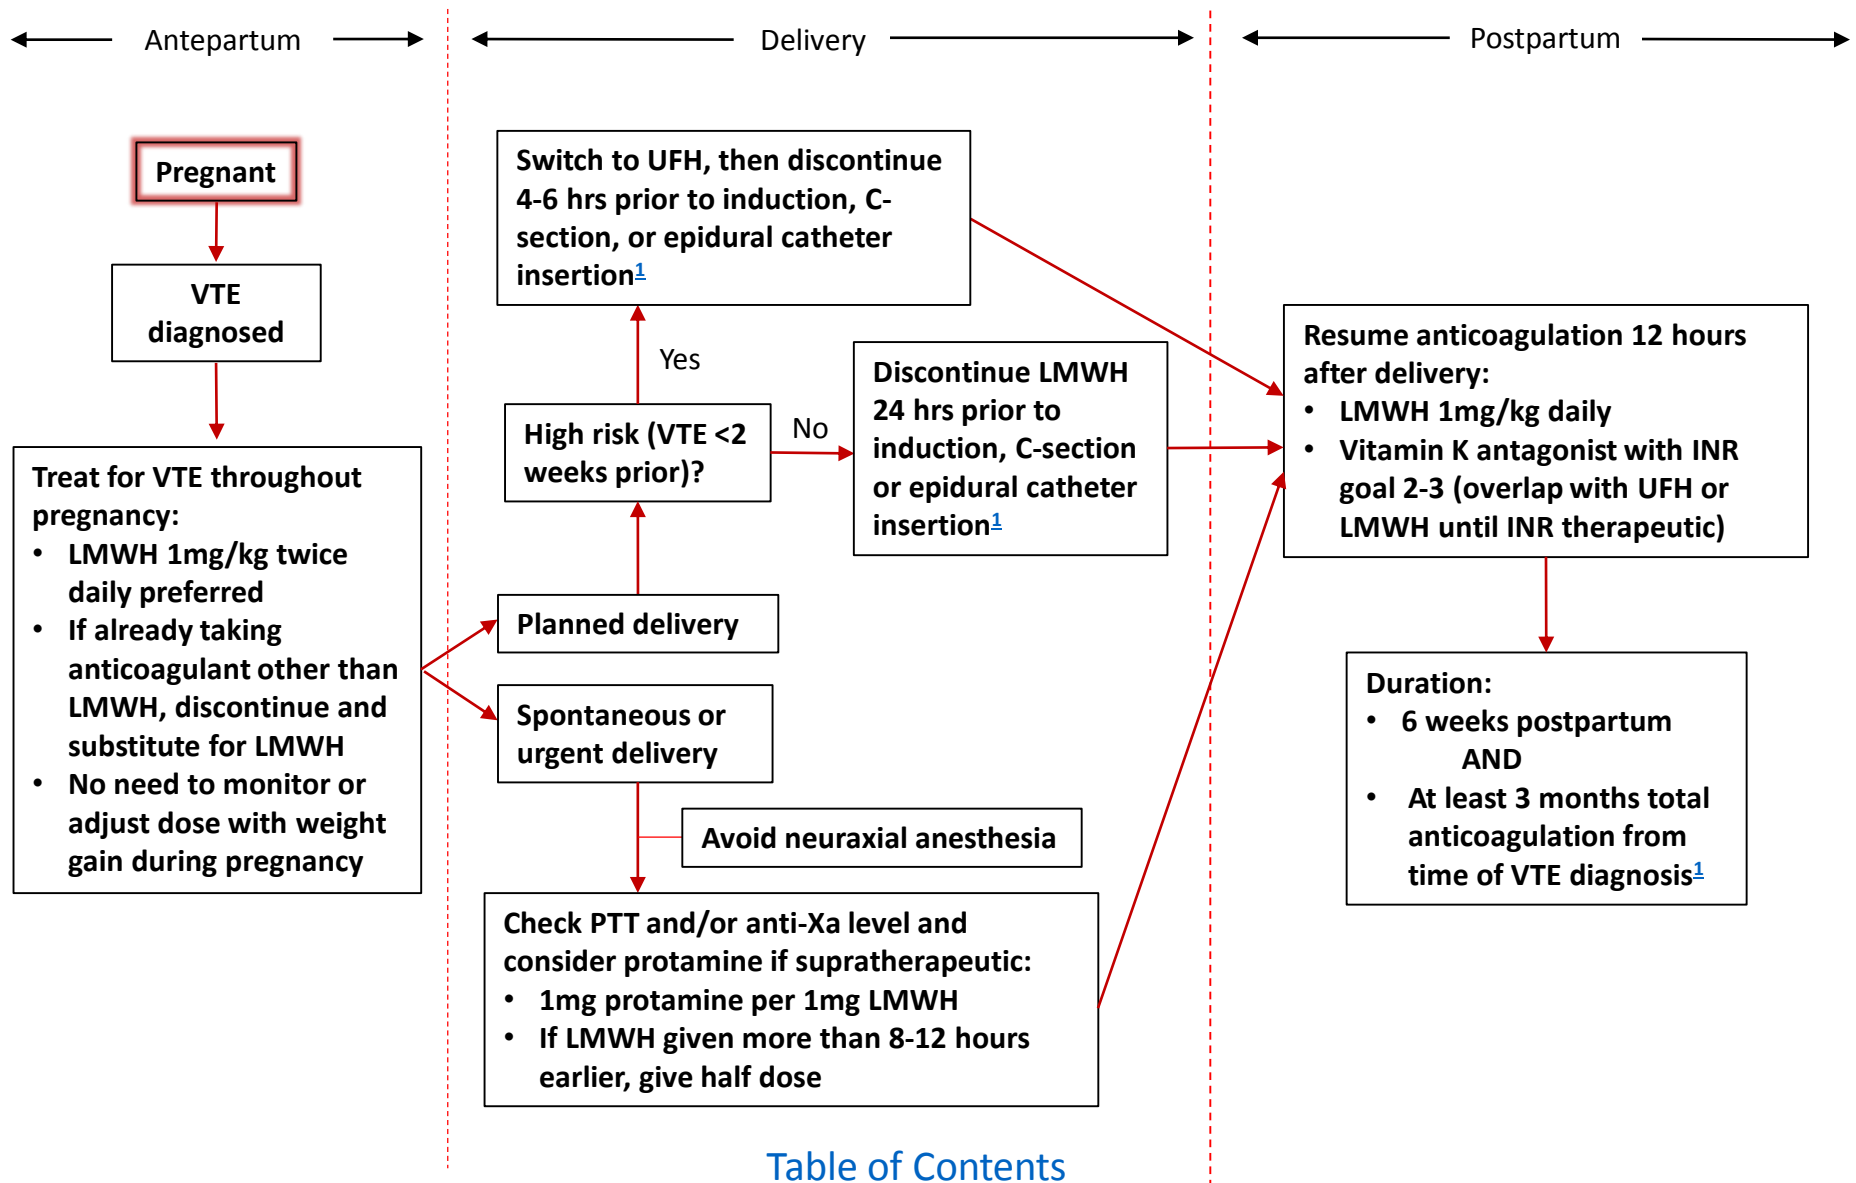 Antepartum
Delivery
Postpartum
Pregnant
VTE
diagnosed
Treat for VTE throughout
pregnancy:
• LMWH 1mg/kg twice
daily preferred
• If already taking
anticoagulant other than
LMWH, discontinue and
substitute for LMWH
• No need to monitor or
adjust dose with weight
gain during pregnancy
Switch to UFH, then discontinue
4-6 hrs prior to induction, C-
section, or epidural catheter
insertion1
Yes
High risk (VTE <2
weeks prior)?
No
Discontinue LMWH
24 hrs prior to
induction, C-section
or epidural catheter
insertion1
Planned delivery
Spontaneous or
urgent delivery
Avoid neuraxial anesthesia
Check PTT and/or anti-Xa level and
consider protamine if supratherapeutic:
• 1mg protamine per 1mg LMWH
• If LMWH given more than 8-12 hours
earlier, give half dose
Resume anticoagulation 12 hours
after delivery:
• LMWH 1mg/kg daily
• Vitamin K antagonist with INR
goal 2-3 (overlap with UFH or
LMWH until INR therapeutic)
Duration:
• 6 weeks postpartum
AND
• At least 3 months total
anticoagulation from
time of VTE diagnosis1
Table of Contents